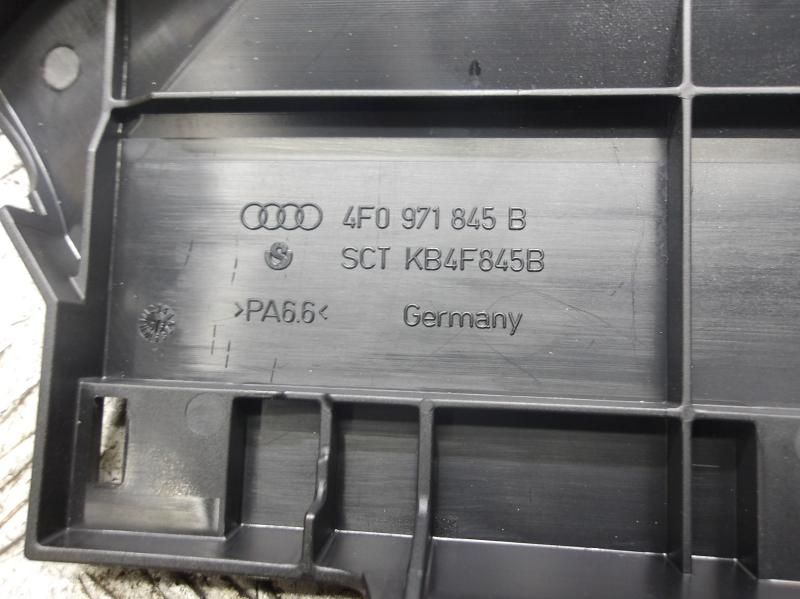 4F0 971 845 B
SCT KB4F845B
>PA6.6< Germany